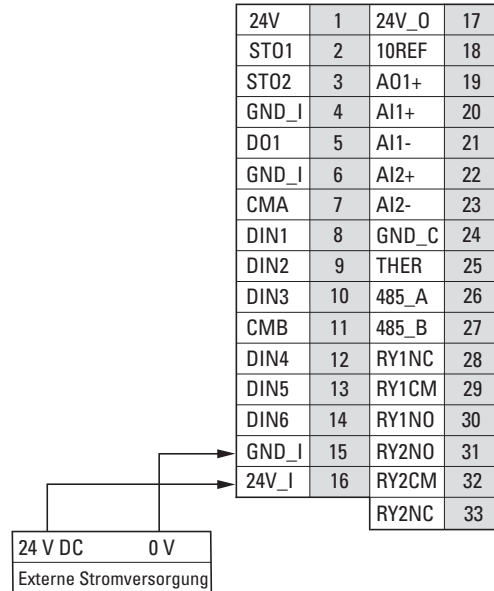 24V 1 24V_O 17
STO1 2 10REF 18
STO2 3 AO1+ 19
GND_I 4 AI1+ 20
DO1 5 AI1- 21
GND_I 6 AI2+ 22
CMA 7 AI2- 23
DIN1 8 GND_C 24
DIN2 9 THER 25
DIN3 10 485_A 26
CMB 11 485_B 27
DIN4 12 RY1NC 28
DIN5 13 RY1CM 29
DIN6 14 RY1NO 30
GND_I 15 RY2NO 31
24V_I 16 RY2CM 32
RY2NC 33
24 V DC 0 V
Externe Stromversorgung